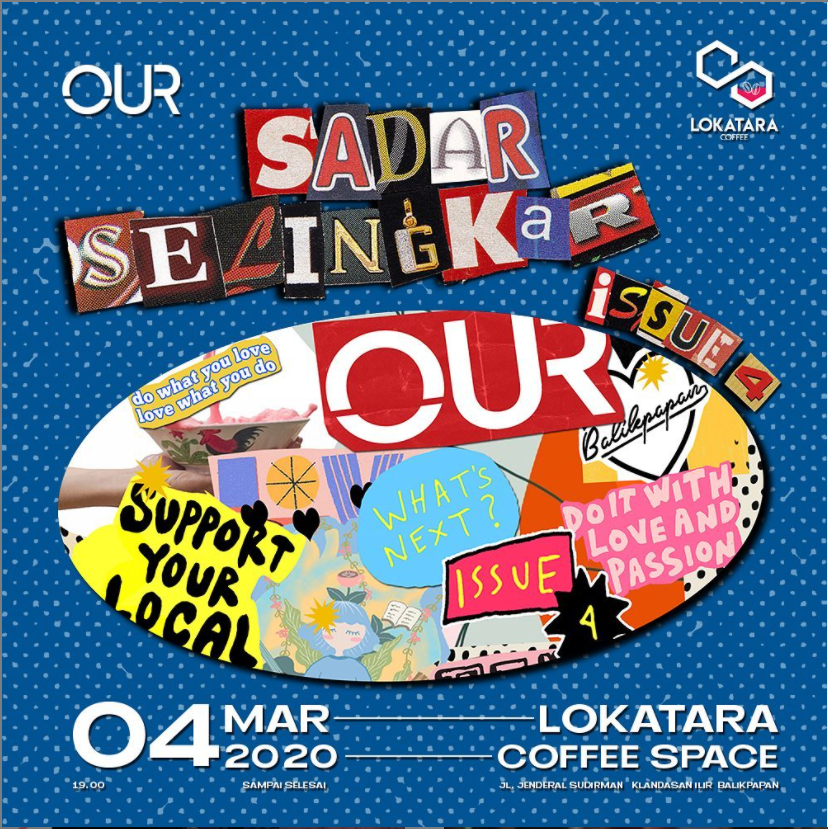 OUR
LOKATARA
COFFEE
SADAR
SELINGKaR
iSSUE 4
do what you love
love what you do
OUR
Balikpapan
WHAT'S
NEXT?
SUPPORT
YOUR
LOCAL
DO IT WITH
LOVE AND
PASSION
ISSUE
4
04 MAR
2020
LOKATARA
COFFEE SPACE
19.00
SAMPAI SELESAI
JL. JENDERAL SUDIRMAN KLANDASAN ILIR BALIKPAPAN